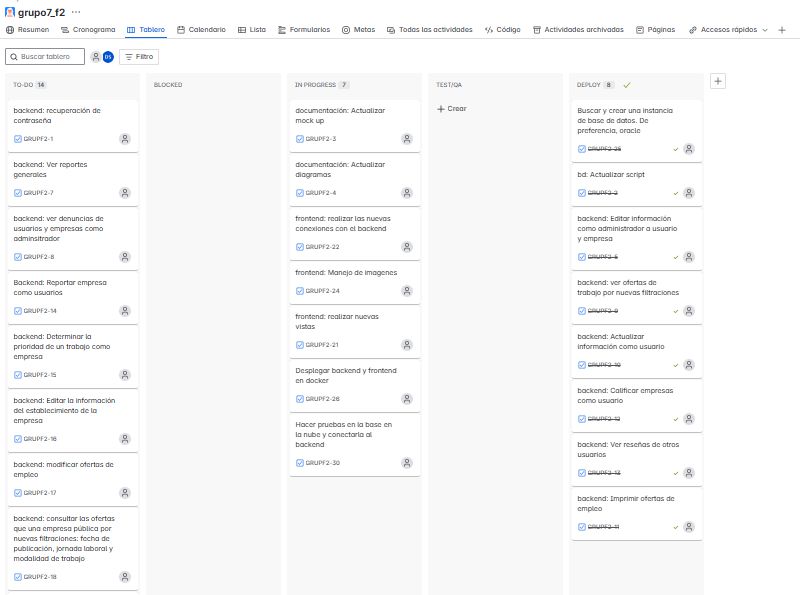 grupo7_f2 ···
Resumen Cronograma Tablero Calendario Lista Formularios Metas Todas las actividades Código Actividades archivadas Páginas Accesos rápidos
Buscar tablero DS Filtro
TO-DO 14
backend: recuperación de
contraseña
GRUPF2-1
backend: Ver reportes
generales
GRUPF2-7
backend: ver denuncias de
usuarios y empresas como
adminsitrador
GRUPF2-8
Backend: Reportar empresa
como usuarios
GRUPF2-14
backend: Determinar la
prioridad de un trabajo como
empresa
GRUPF2-15
backend: Editar la información
del establecimiento de la
empresa
GRUPF2-16
backend: modificar ofertas de
empleo
GRUPF2-17
backend: consultar las ofertas
que una empresa pública por
nuevas filtraciones: fecha de
publicación, jornada laboral y
modalidad de trabajo
GRUPF2-18
BLOCKED
IN PROGRESS 7
documentación: Actualizar
mock up
GRUPF2-3
documentación: Actualizar
diagramas
GRUPF2-4
frontend: realizar las nuevas
conexiones con el backend
GRUPF2-22
frontend: Manejo de imagenes
GRUPF2-24
frontend: realizar nuevas
vistas
GRUPF2-21
Desplegar backend y frontend
en docker
GRUPF2-26
Hacer pruebas en la base en
la nube y conectarla al
backend
GRUPF2-30
TEST/QA
+ Crear
DEPLOY 8
Buscar y crear una instancia
de base de datos. De
preferencia, oracle
GRUPF2-25
bd: Actualizar script
GRUPF2-2
backend: Editar información
como administrador a usuario
y empresa
GRUPF2-6
backend: ver ofertas de
trabajo por nuevas filtraciones
GRUPF2-9
backend: Actualizar
información como usuario
GRUPF2-10
backend: Calificar empresas
como usuario
GRUPF2-12
backend: Ver reseñas de otros
usuarios
GRUPF2-13
backend: Imprimir ofertas de
empleo
GRUPF2-11